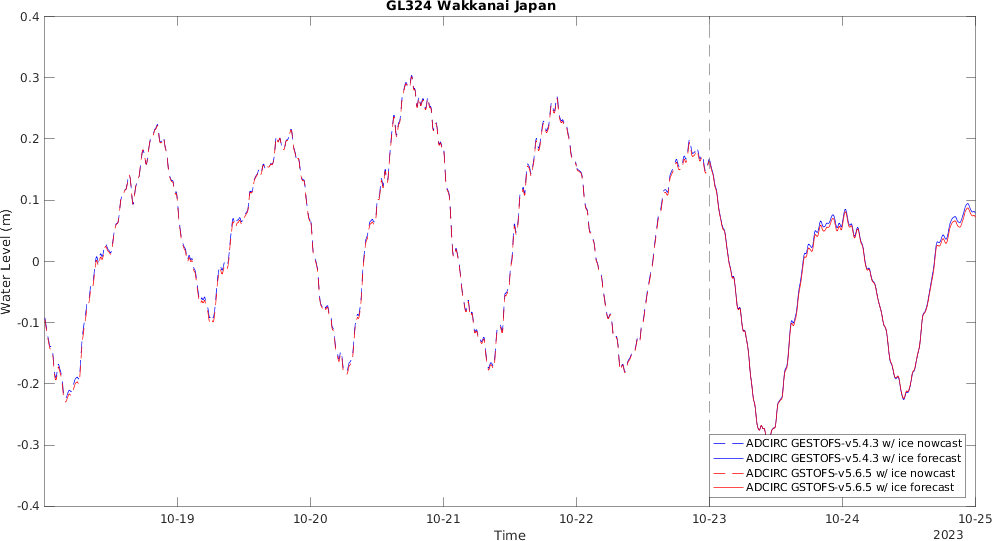 GL324 Wakkanai Japan
0.4
0.3
0.2
0.1
0
-0.1
-0.2
-0.3
-0.4
Water Level (m)
ADCIRC GESTOFS-v5.4.3 w/ ice nowcast
ADCIRC GESTOFS-v5.4.3 w/ ice forecast
ADCIRC GSTOFS-v5.6.5 w/ ice nowcast
ADCIRC GSTOFS-v5.6.5 w/ ice forecast
10-19 10-20 10-21 10-22 10-23 10-24 10-25
Time
2023